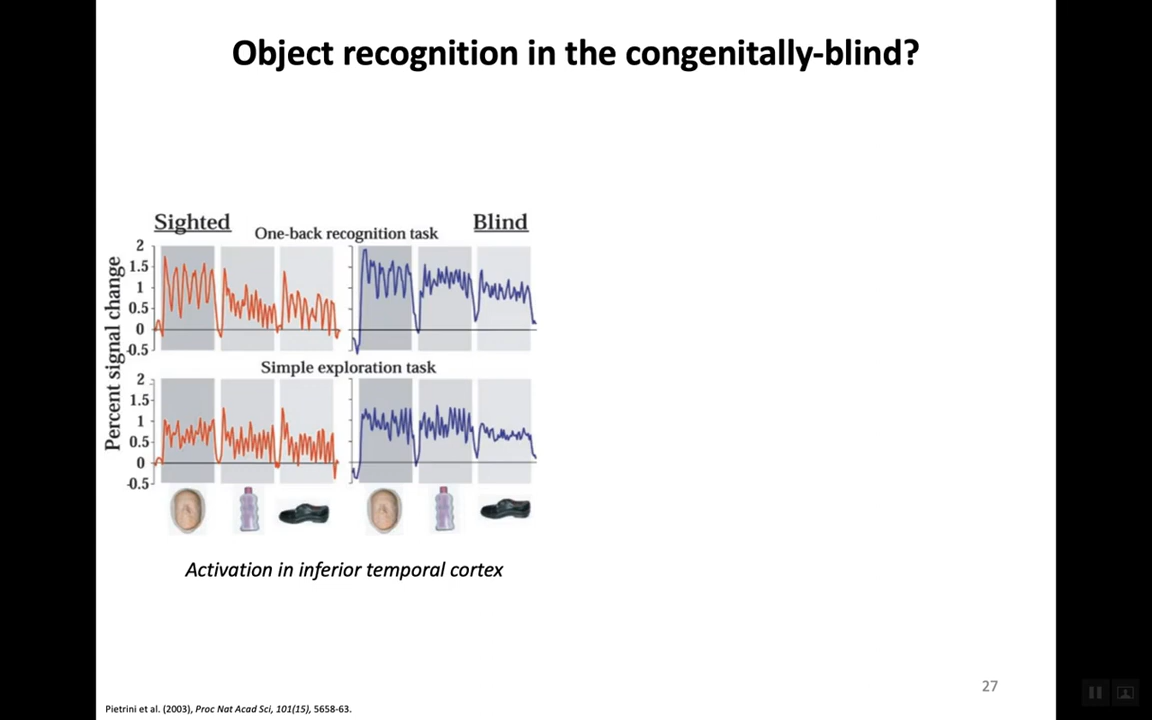 Object recognition in the congenitally-blind?
Sighted
One-back recognition task
Blind
Percent signal change
2
1.5
1
0.5
0
-0.5
Simple exploration task
2
1.5
1
0.5
0
-0.5
Activation in inferior temporal cortex
27
Pietrini et al. (2003), Proc Nat Acad Sci, 101(15), 5658-63.